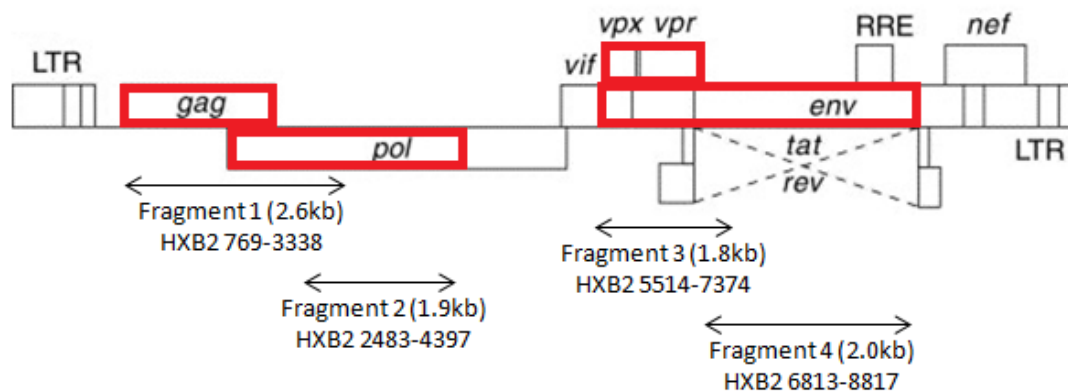 vpx vpr
RRE
nef
LTR
vif
gag
env
pol
tat
rev
LTR
Fragment 1 (2.6kb)
HXB2 769-3338
Fragment 3 (1.8kb)
HXB2 5514-7374
Fragment 2 (1.9kb)
HXB2 2483-4397
Fragment 4 (2.0kb)
HXB2 6813-8817